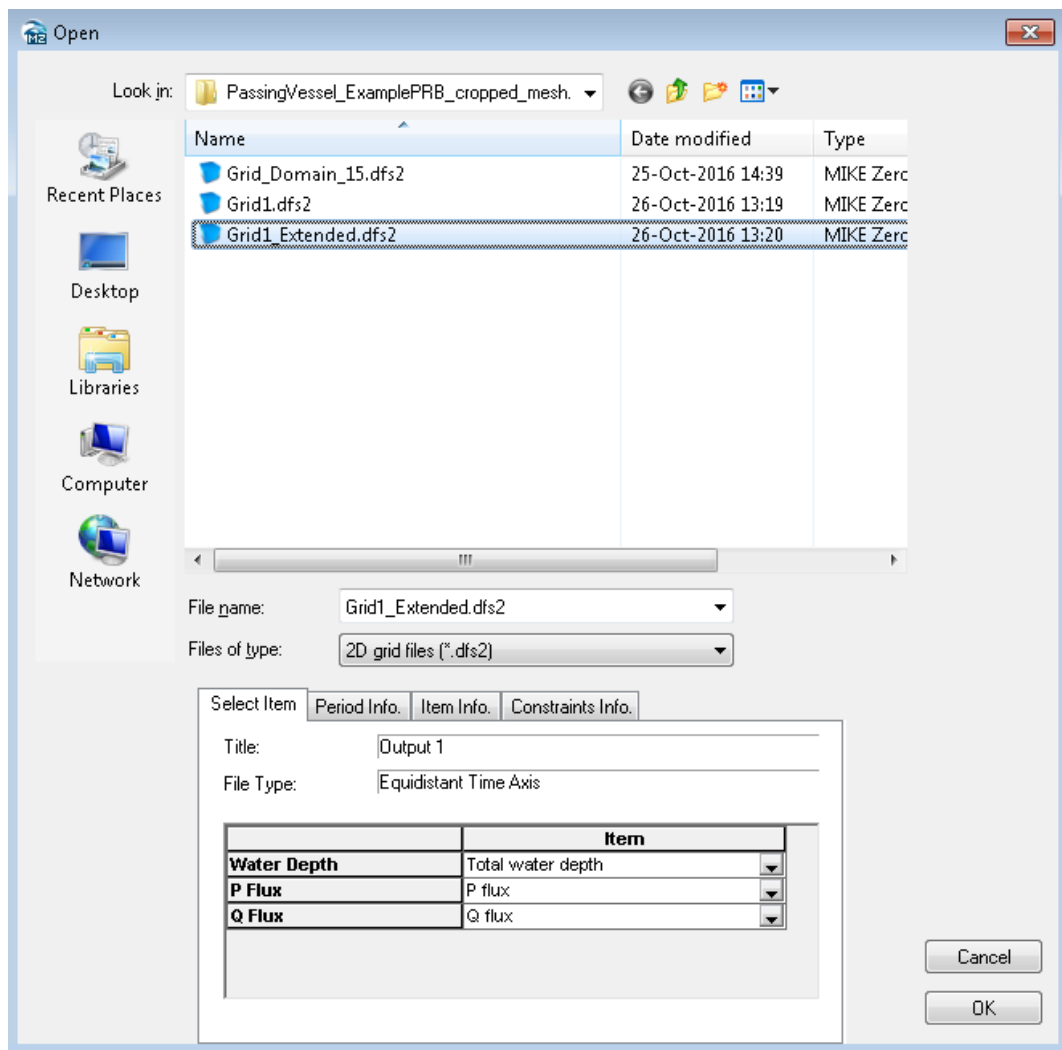 Open
Look in: PassingVessel_ExamplePRB_cropped_mesh.
Name Date modified Type
Grid_Domain_15.dfs2 25-Oct-2016 14:39 MIKE Zerc
Grid1.dfs2 26-Oct-2016 13:19 MIKE Zerc
Grid1_Extended.dfs2 26-Oct-2016 13:20 MIKE Zerc
Recent Places
Desktop
Libraries
Computer
Network
File name: Grid1_Extended.dfs2
Files of type: 2D grid files (*.dfs2)
Select Item Period Info. Item Info. Constraints Info.
Title: Output 1
File Type: Equidistant Time Axis
Item
Water Depth Total water depth
P Flux P flux
Q Flux Q flux
Cancel
OK